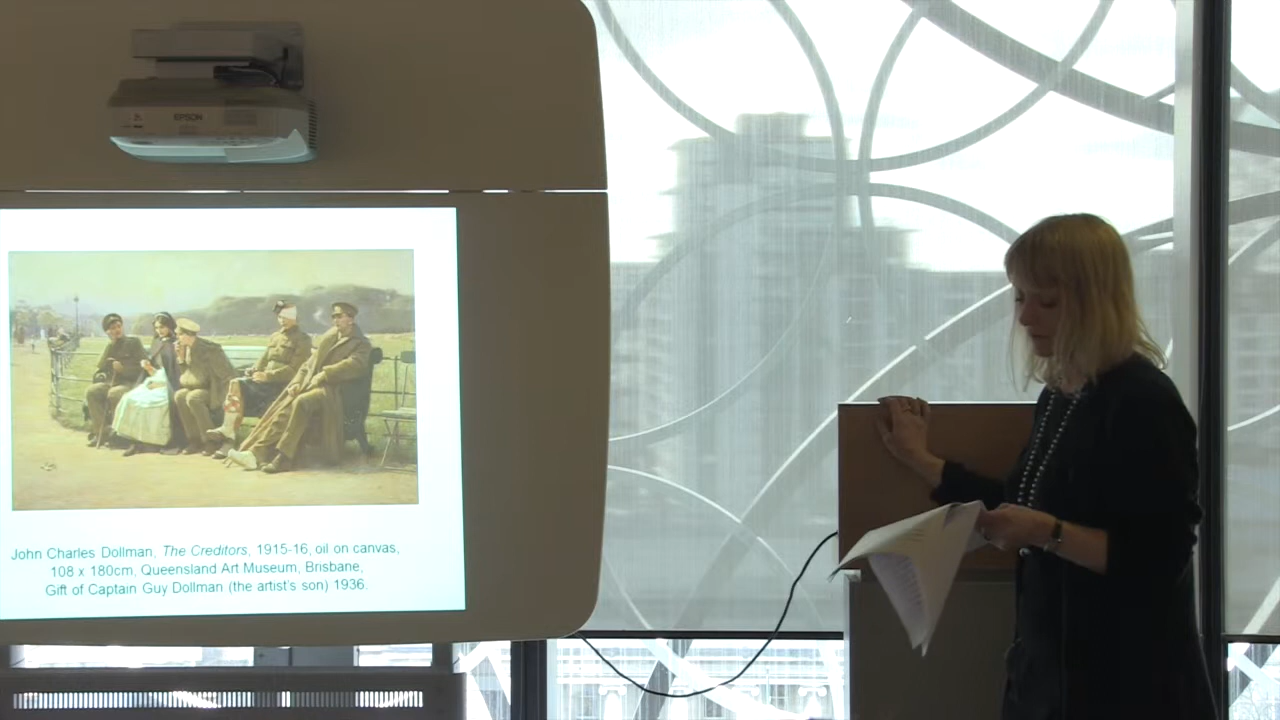 EPSON
John Charles Dollman, The Creditors, 1915-16, oil on canvas,
108 x 180cm, Queensland Art Museum, Brisbane,
Gift of Captain Guy Dollman (the artist's son) 1936.